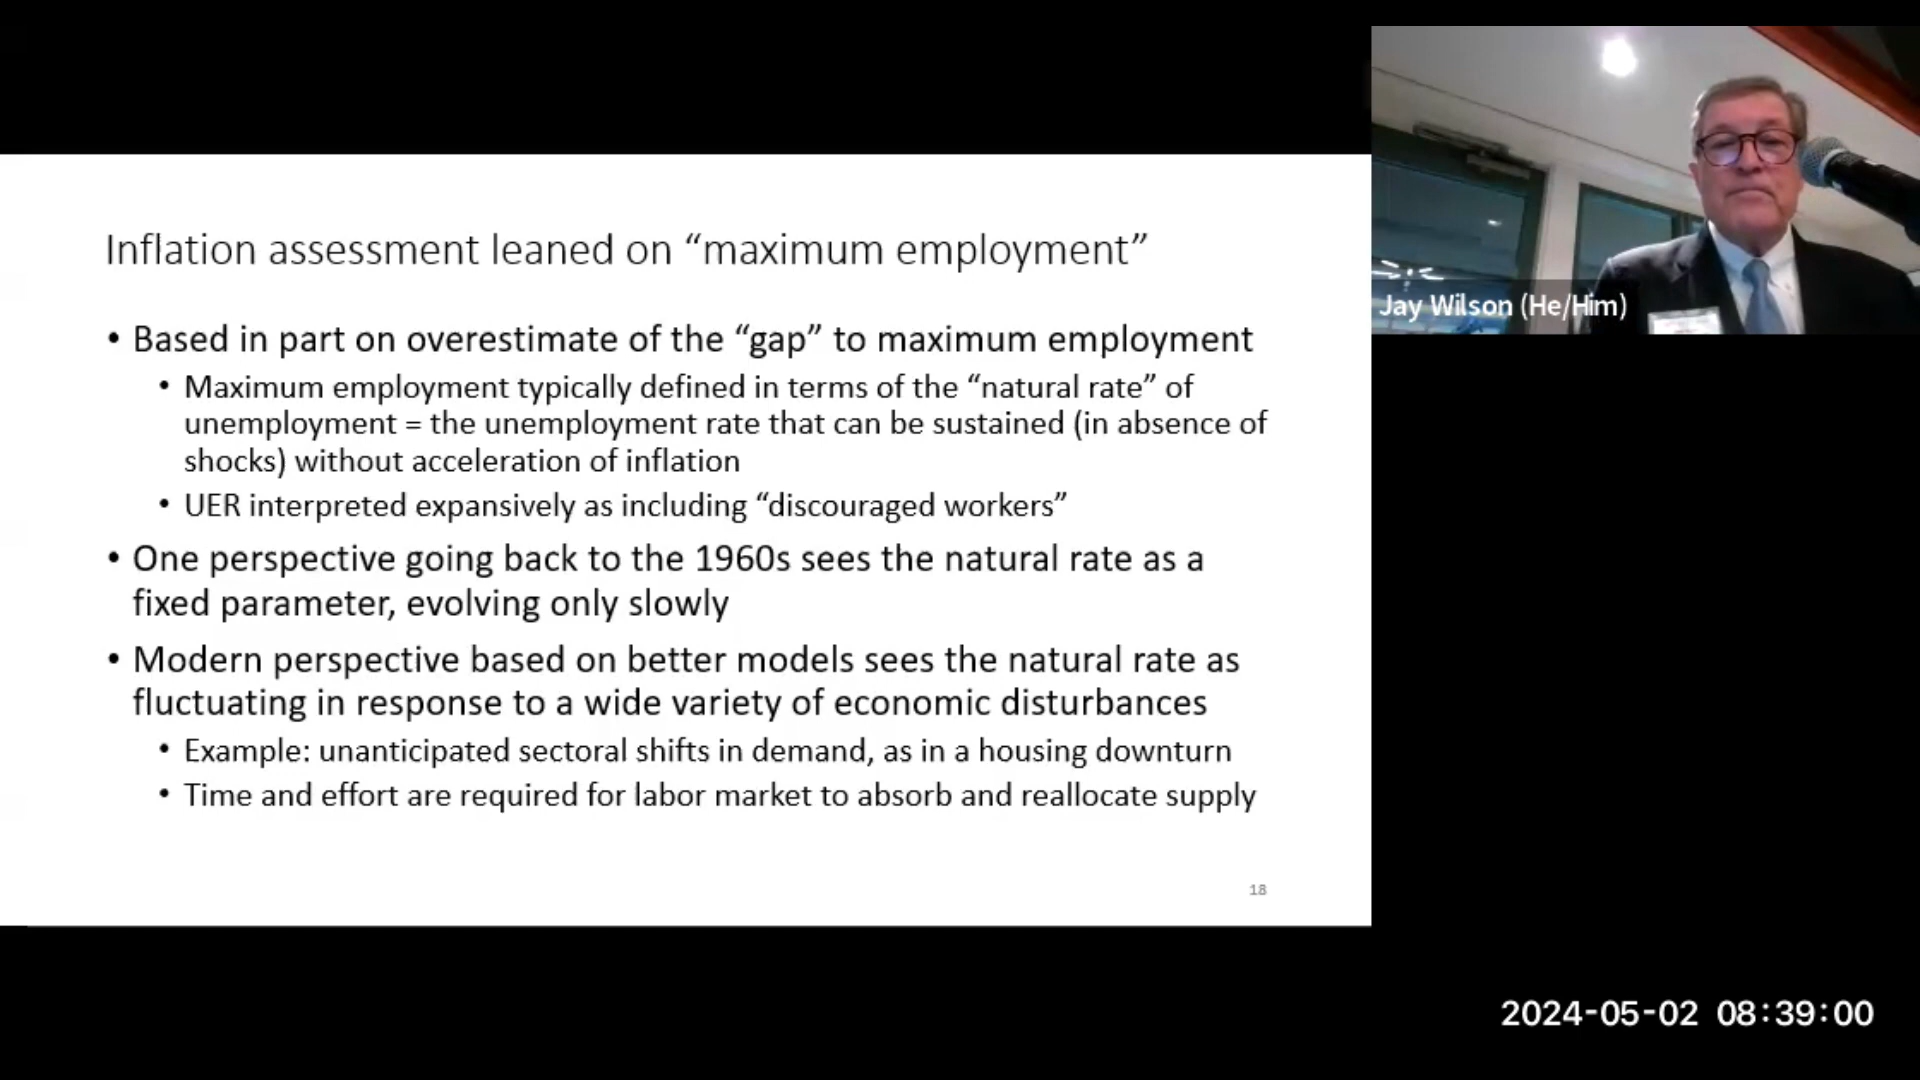 Inflation assessment leaned on “maximum employment”
• Based in part on overestimate of the “gap” to maximum employment
• Maximum employment typically defined in terms of the “natural rate” of
unemployment = the unemployment rate that can be sustained (in absence of
shocks) without acceleration of inflation
• UER interpreted expansively as including “discouraged workers”
• One perspective going back to the 1960s sees the natural rate as a
fixed parameter, evolving only slowly
• Modern perspective based on better models sees the natural rate as
fluctuating in response to a wide variety of economic disturbances
• Example: unanticipated sectoral shifts in demand, as in a housing downturn
• Time and effort are required for labor market to absorb and reallocate supply
18
Jay Wilson (He/Him)
2024-05-02 08:39:00